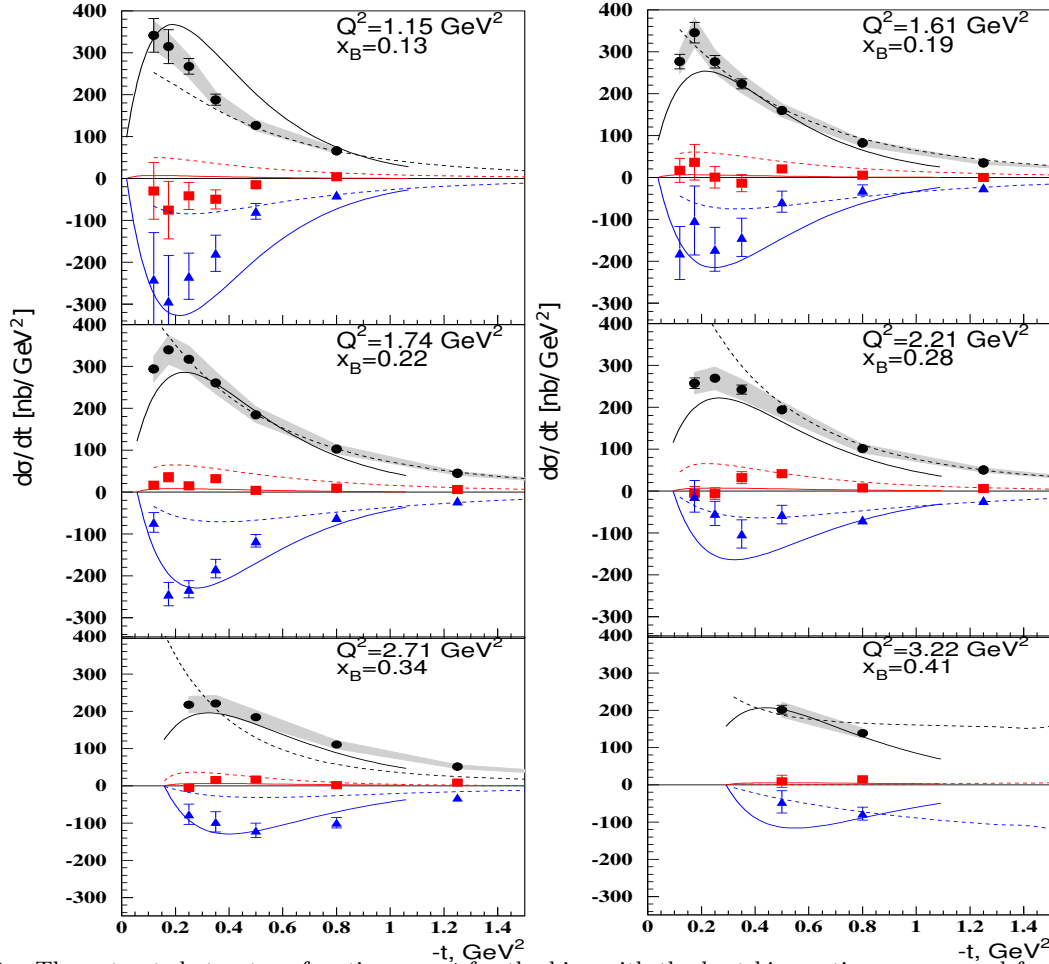 Q²=1.15 GeV²
x_B=0.13
400
300
200
100
0
-100
-200
-300
Q²=1.61 GeV²
x_B=0.19
400
300
200
100
0
-100
-200
-300
dσ/dt [nb/GeV²]
Q²=1.74 GeV²
x_B=0.22
400
300
200
100
0
-100
-200
-300
dσ/dt [nb/GeV²]
Q²=2.21 GeV²
x_B=0.28
400
300
200
100
0
-100
-200
-300
Q²=2.71 GeV²
x_B=0.34
400
300
200
100
0
-100
-200
-300
0 0.2 0.4 0.6 0.8 1 1.2 1.4
-t, GeV²
Q²=3.22 GeV²
x_B=0.41
400
300
200
100
0
-100
-200
-300
0 0.2 0.4 0.6 0.8 1 1.2 1.4
-t, GeV²